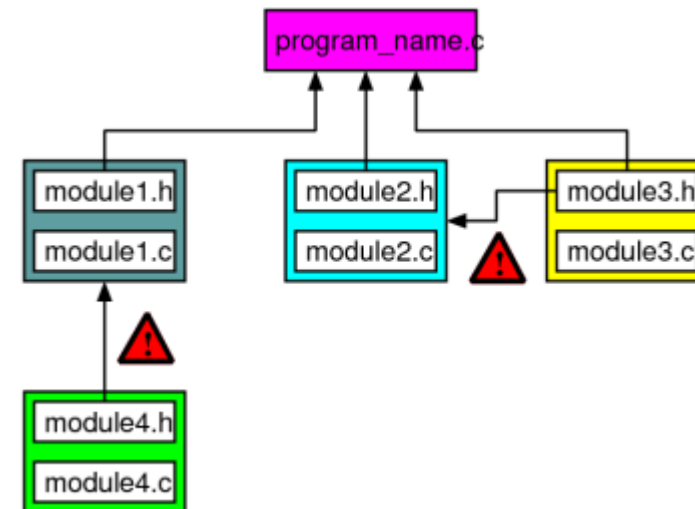 program_name.c
module1.h
module1.c
module2.h
module2.c
module3.h
module3.c
!
!
module4.h
module4.c